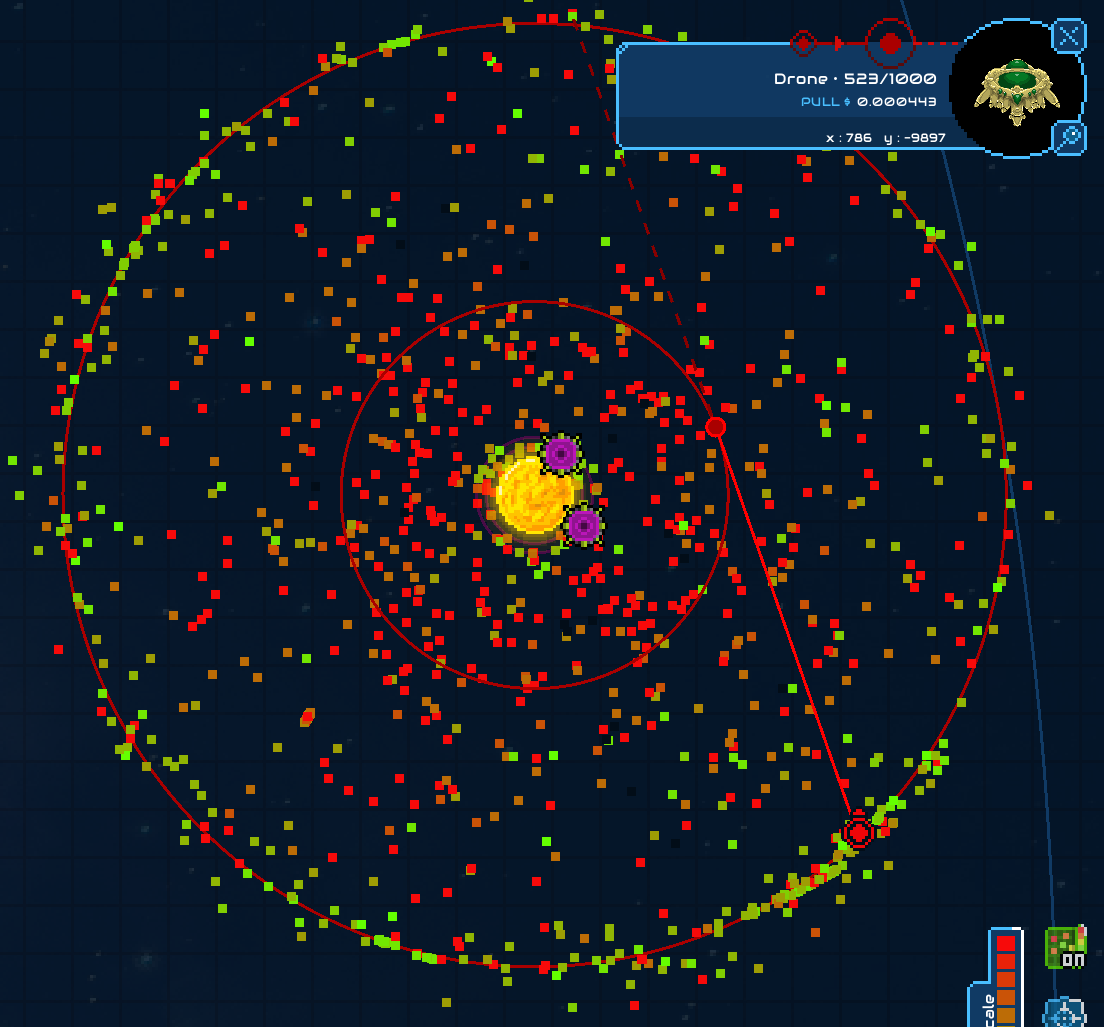 Drone · 523/1000
PULL $ 0.000443
x : 786 y : -9897
on